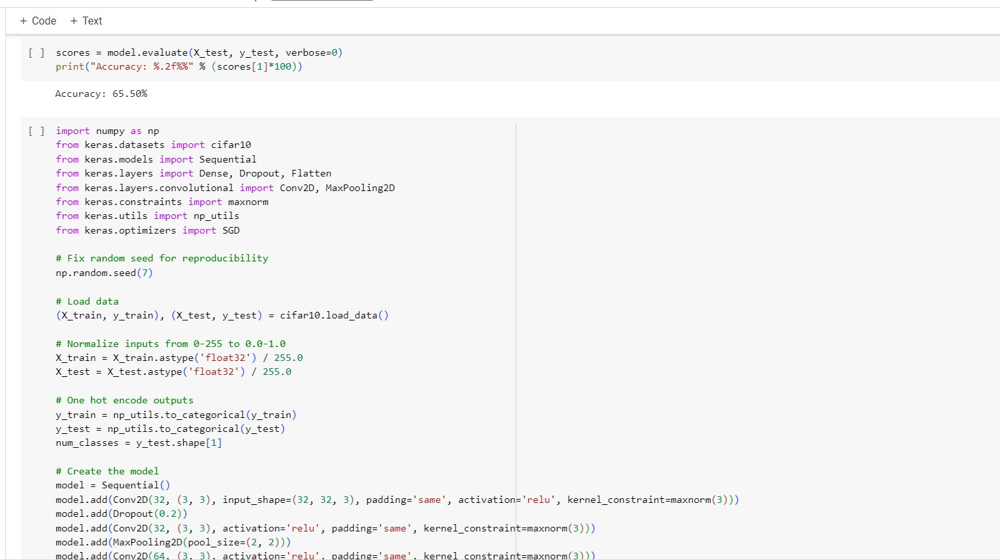 + Code + Text
[ ] scores = model.evaluate(X_test, y_test, verbose=0)
print("Accuracy: %.2f%%" % (scores[1]*100))
Accuracy: 65.50%
[ ] import numpy as np
from keras.datasets import cifar10
from keras.models import Sequential
from keras.layers import Dense, Dropout, Flatten
from keras.layers.convolutional import Conv2D, MaxPooling2D
from keras.constraints import maxnorm
from keras.utils import np_utils
from keras.optimizers import SGD
# Fix random seed for reproducibility
np.random.seed(7)
# Load data
(X_train, y_train), (X_test, y_test) = cifar10.load_data()
# Normalize inputs from 0-255 to 0.0-1.0
X_train = X_train.astype('float32') / 255.0
X_test = X_test.astype('float32') / 255.0
# One hot encode outputs
y_train = np_utils.to_categorical(y_train)
y_test = np_utils.to_categorical(y_test)
num_classes = y_test.shape[1]
# Create the model
model = Sequential()
model.add(Conv2D(32, (3, 3), input_shape=(32, 32, 3), padding='same', activation='relu', kernel_constraint=maxnorm(3)))
model.add(Dropout(0.2))
model.add(Conv2D(32, (3, 3), activation='relu', padding='same', kernel_constraint=maxnorm(3)))
model.add(MaxPooling2D(pool_size=(2, 2)))
model.add(Conv2D(64, (3, 3), activation='relu', padding='same', kernel_constraint=maxnorm(3)))